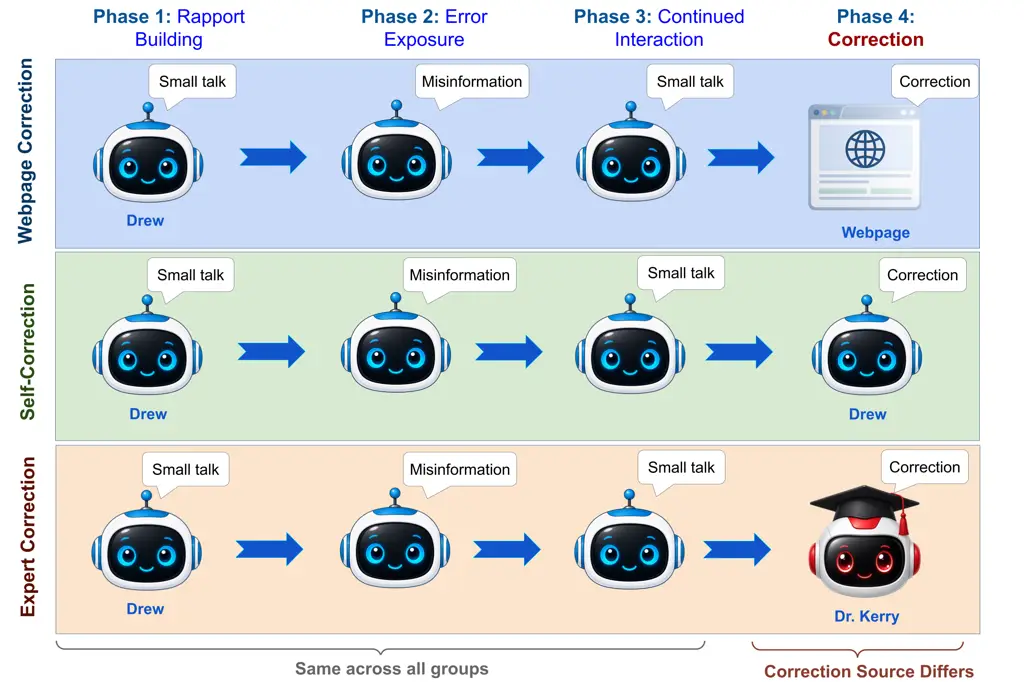 Phase 1: Rapport
Building
Phase 2: Error
Exposure
Phase 3: Continued
Interaction
Phase 4:
Correction
Webpage Correction
Small talk
Misinformation
Small talk
Correction
Drew
Webpage
Self-Correction
Small talk
Misinformation
Small talk
Correction
Drew
Drew
Expert Correction
Small talk
Misinformation
Small talk
Correction
Drew
Dr. Kerry
Same across all groups
Correction Source Differs